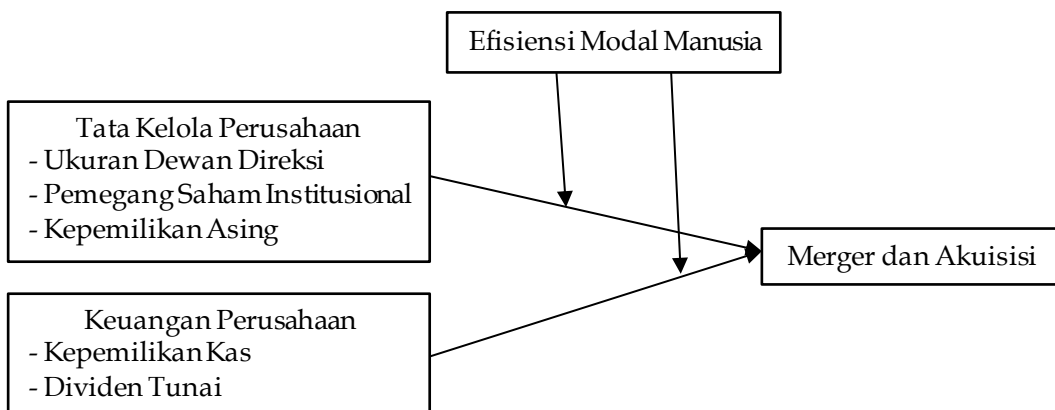 Efisiensi Modal Manusia
Tata Kelola Perusahaan
- Ukuran Dewan Direksi
- Pemegang Saham Institusional
- Kepemilikan Asing
Merger dan Akuisisi
Keuangan Perusahaan
- Kepemilikan Kas
- Dividen Tunai